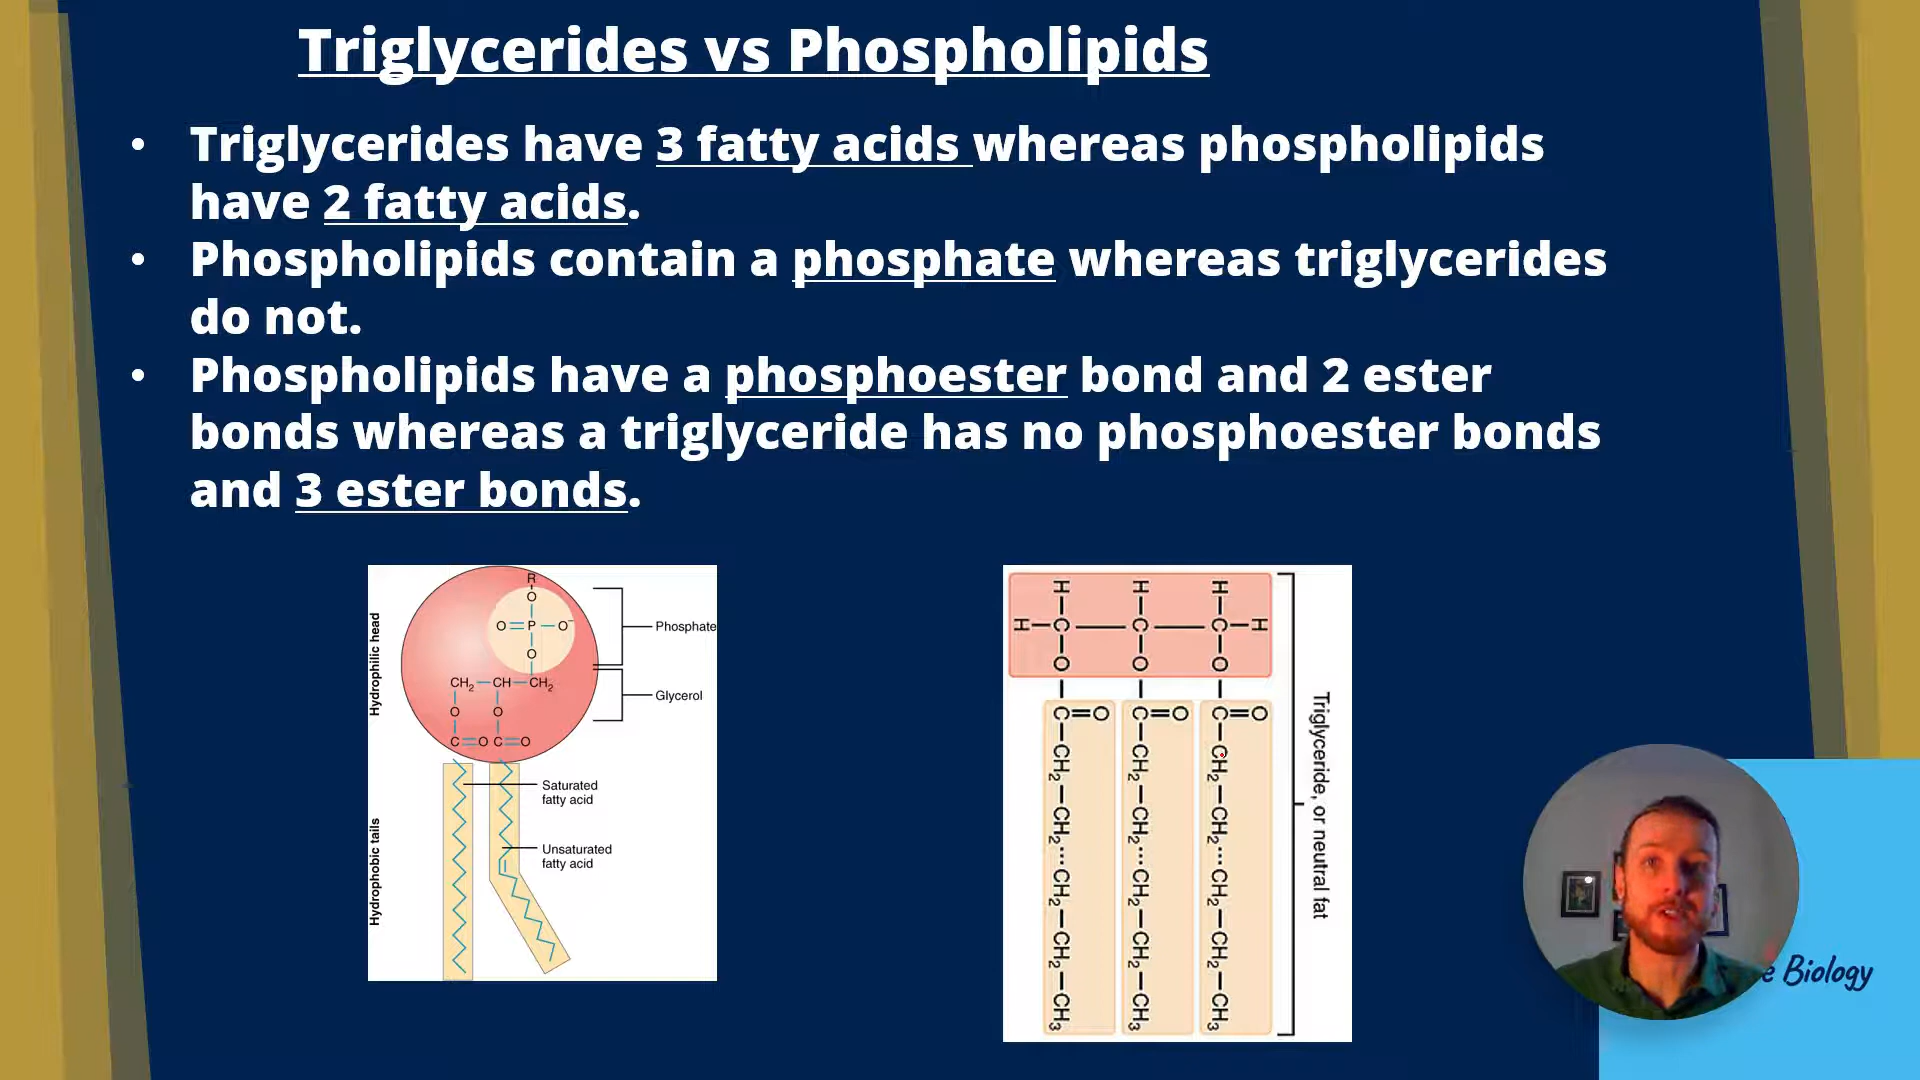 Triglycerides vs Phospholipids
• Triglycerides have 3 fatty acids whereas phospholipids
have 2 fatty acids.
• Phospholipids contain a phosphate whereas triglycerides
do not.
• Phospholipids have a phosphoester bond and 2 ester
bonds whereas a triglyceride has no phosphoester bonds
and 3 ester bonds.
Hydrophilic head
Hydrophobic tails
R
O
O=P—O⁻
O
CH₂—CH—CH₂
O O
C=O C=O
Phosphate
Glycerol
Saturated
fatty acid
Unsaturated
fatty acid
H H H
H—C—C—C—H
O O O
C=O C=O C=O
CH₂ CH₂ CH₂
CH₂ CH₂ CH₂
CH₂ CH₂ CH₂
CH₂ CH₂ CH₂
CH₃ CH₃ CH₃
Triglyceride, or neutral fat
Biology